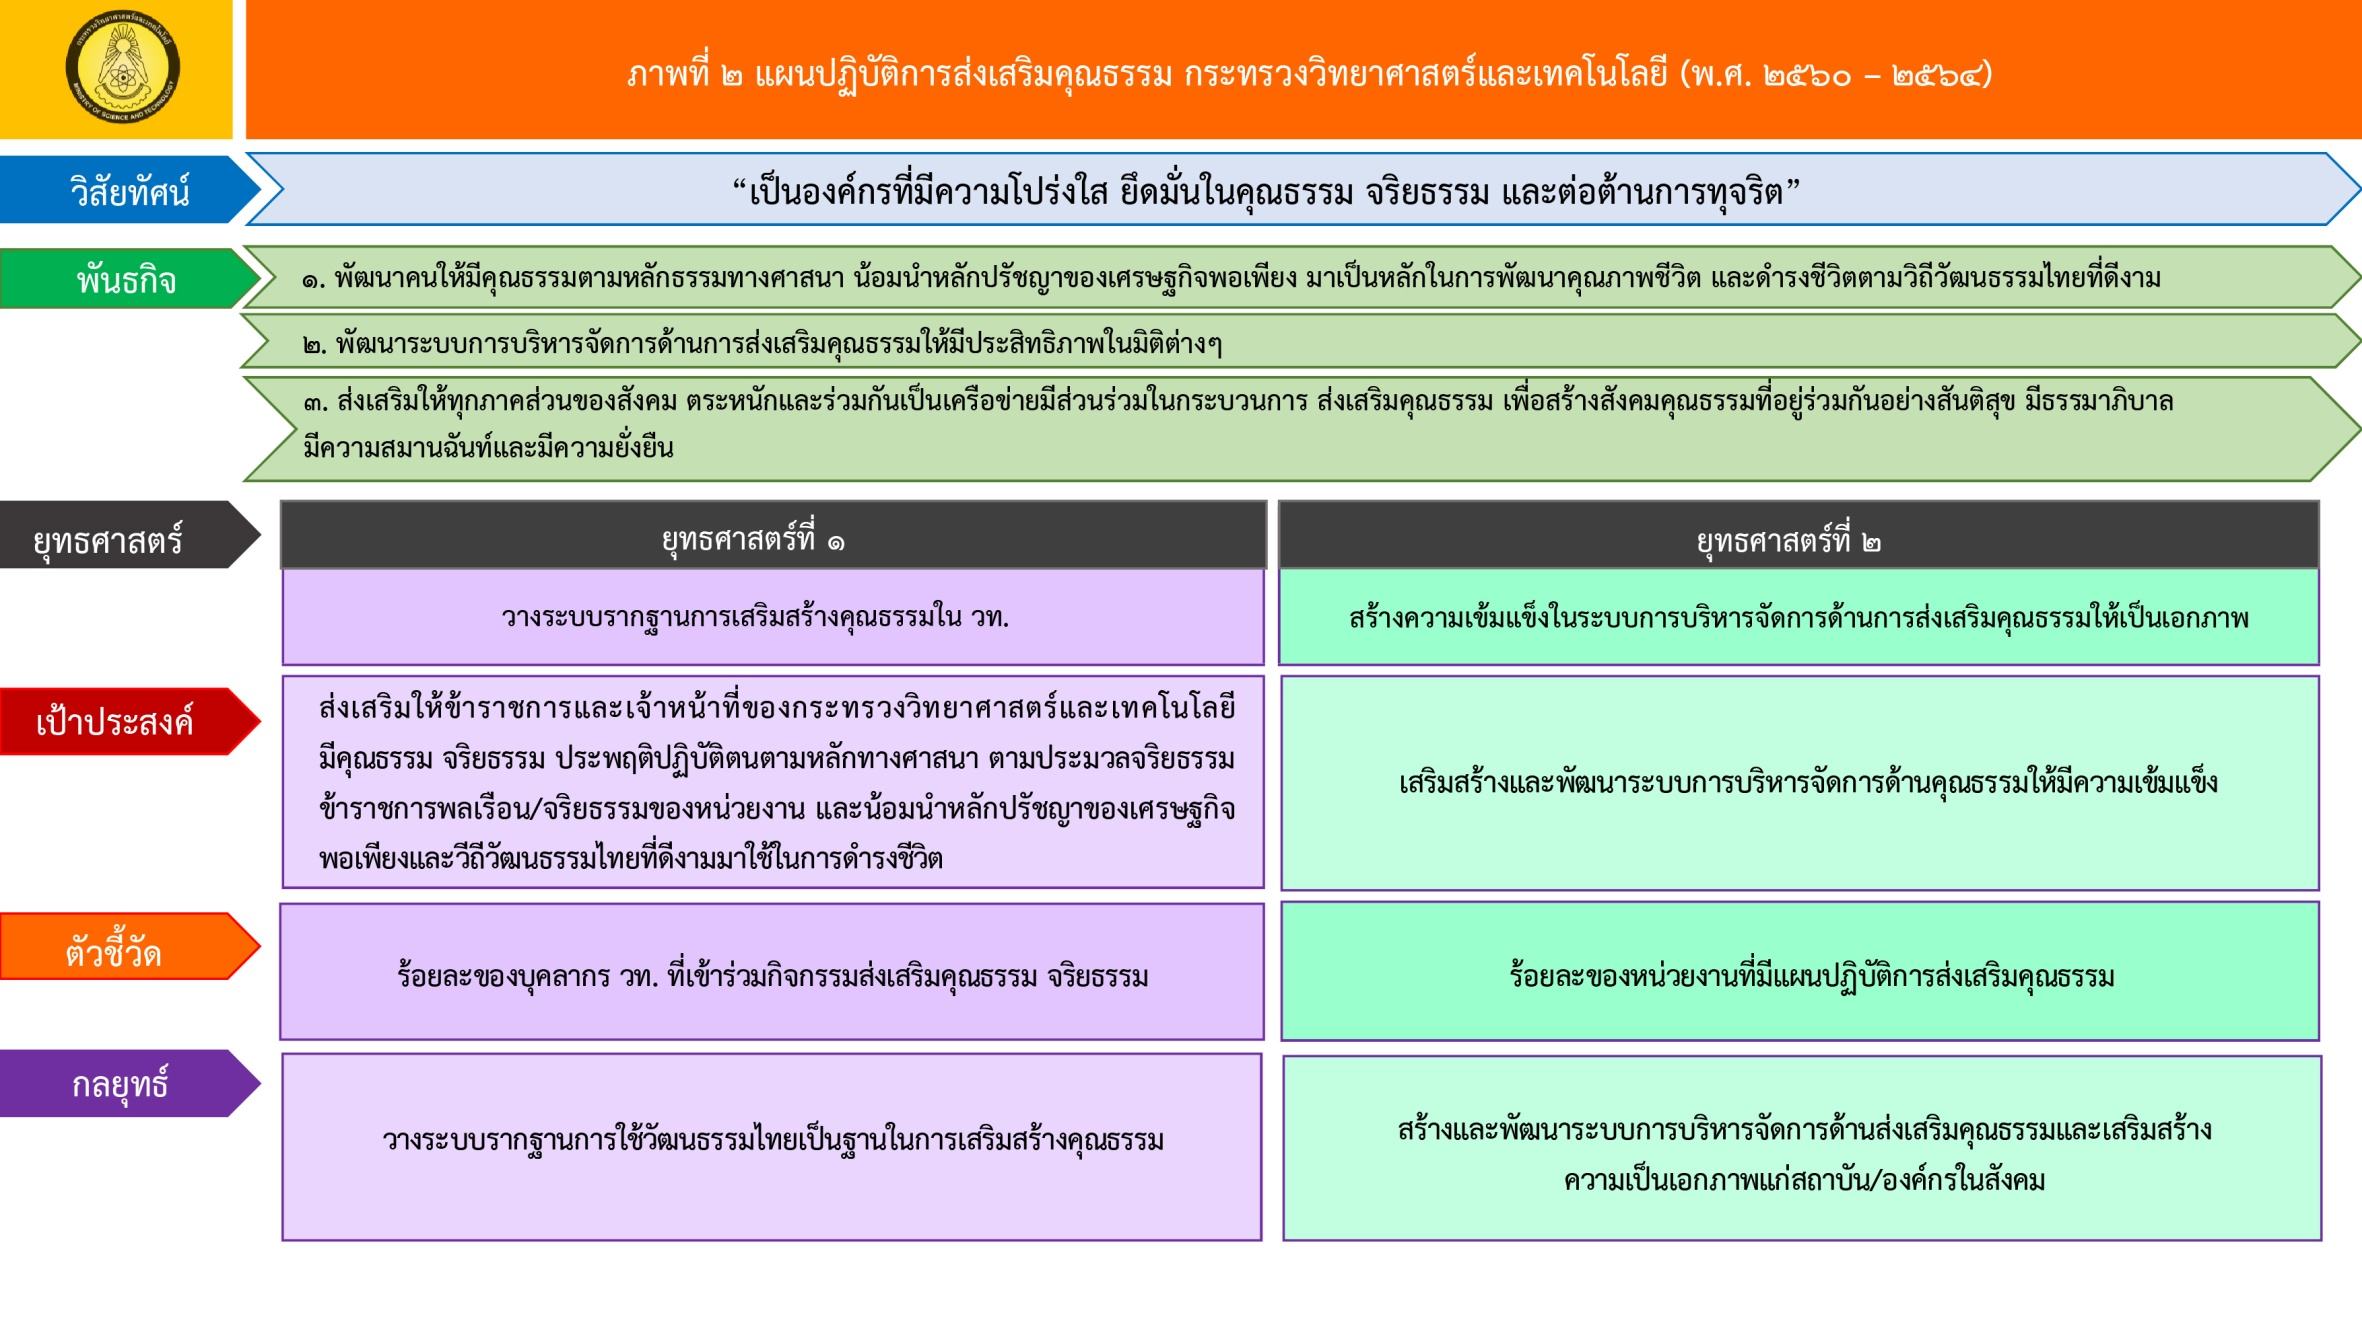 กระทรวงวิทยาศาสตร์และเทคโนโลยี
MINISTRY OF SCIENCE AND TECHNOLOGY
ภาพที่ ๒ แผนปฏิบัติการส่งเสริมคุณธรรม กระทรวงวิทยาศาสตร์และเทคโนโลยี (พ.ศ. ๒๕๖๐ – ๒๕๖๔)
วิสัยทัศน์
“เป็นองค์กรที่มีความโปร่งใส ยึดมั่นในคุณธรรม จริยธรรม และต่อต้านการทุจริต”
พันธกิจ
๑. พัฒนาคนให้มีคุณธรรมตามหลักธรรมทางศาสนา น้อมนำหลักปรัชญาของเศรษฐกิจพอเพียง มาเป็นหลักในการพัฒนาคุณภาพชีวิต และดำรงชีวิตตามวิถีวัฒนธรรมไทยที่ดีงาม
๒. พัฒนาระบบการบริหารจัดการด้านการส่งเสริมคุณธรรมให้มีประสิทธิภาพในมิติต่างๆ
๓. ส่งเสริมให้ทุกภาคส่วนของสังคม ตระหนักและร่วมกันเป็นเครือข่ายมีส่วนร่วมในกระบวนการ ส่งเสริมคุณธรรม เพื่อสร้างสังคมคุณธรรมที่อยู่ร่วมกันอย่างสันติสุข มีธรรมาภิบาล
มีความสมานฉันท์และมีความยั่งยืน
ยุทธศาสตร์
ยุทธศาสตร์ที่ ๑
ยุทธศาสตร์ที่ ๒
วางระบบรากฐานการเสริมสร้างคุณธรรมใน วท.
สร้างความเข้มแข็งในระบบการบริหารจัดการด้านการส่งเสริมคุณธรรมให้เป็นเอกภาพ
เป้าประสงค์
ส่งเสริมให้ข้าราชการและเจ้าหน้าที่ของกระทรวงวิทยาศาสตร์และเทคโนโลยี
มีคุณธรรม จริยธรรม ประพฤติปฏิบัติตนตามหลักทางศาสนา ตามประมวลจริยธรรม
ข้าราชการพลเรือน/จริยธรรมของหน่วยงาน และน้อมนำหลักปรัชญาของเศรษฐกิจ
พอเพียงและวีถีวัฒนธรรมไทยที่ดีงามมาใช้ในการดำรงชีวิต
เสริมสร้างและพัฒนาระบบการบริหารจัดการด้านคุณธรรมให้มีความเข้มแข็ง
ตัวชี้วัด
ร้อยละของบุคลากร วท. ที่เข้าร่วมกิจกรรมส่งเสริมคุณธรรม จริยธรรม
ร้อยละของหน่วยงานที่มีแผนปฏิบัติการส่งเสริมคุณธรรม
กลยุทธ์
วางระบบรากฐานการใช้วัฒนธรรมไทยเป็นฐานในการเสริมสร้างคุณธรรม
สร้างและพัฒนาระบบการบริหารจัดการด้านส่งเสริมคุณธรรมและเสริมสร้าง
ความเป็นเอกภาพแก่สถาบัน/องค์กรในสังคม